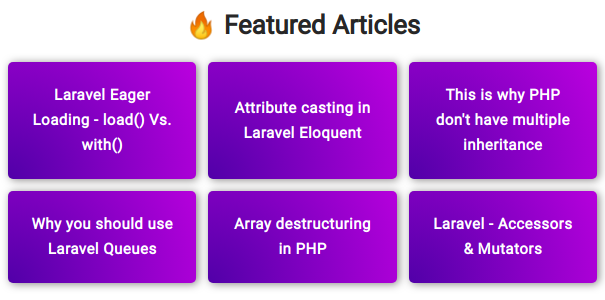 🔥 Featured Articles
Laravel Eager
Loading - load() Vs.
with()
Attribute casting in
Laravel Eloquent
This is why PHP
don't have multiple
inheritance
Why you should use
Laravel Queues
Array destructuring
in PHP
Laravel - Accessors
& Mutators